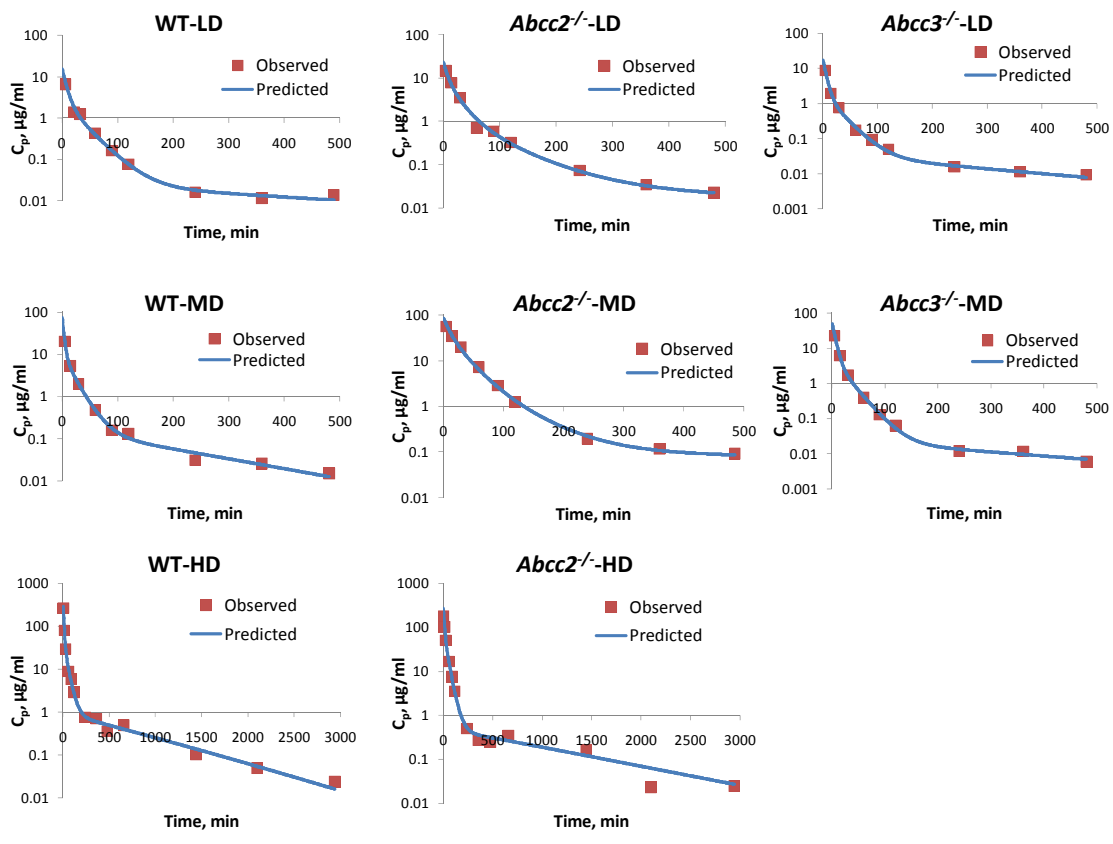 WT-LD
100
10
1
0.1
0.01
0 100 200 300 400 500
Cp, µg/ml
Time, min
Observed
Predicted
Abcc2-/--LD
100
10
1
0.1
0.01
0 100 200 300 400 500
Cp, µg/ml
Time, min
Observed
Predicted
Abcc3-/--LD
100
10
1
0.1
0.01
0.001
0 100 200 300 400 500
Cp, µg/ml
Time, min
Observed
Predicted
WT-MD
100
10
1
0.1
0.01
0 100 200 300 400 500
Cp, µg/ml
Time, min
Observed
Predicted
Abcc2-/--MD
100
10
1
0.1
0.01
0 100 200 300 400 500
Cp, µg/ml
Time, min
Observed
Predicted
Abcc3-/--MD
100
10
1
0.1
0.01
0.001
0 100 200 300 400 500
Cp, µg/ml
Time, min
Observed
Predicted
WT-HD
1000
100
10
1
0.1
0.01
0 500 1000 1500 2000 2500 3000
Cp, µg/ml
Time, min
Observed
Predicted
Abcc2-/--HD
1000
100
10
1
0.1
0.01
0 500 1000 1500 2000 2500 3000
Cp, µg/ml
Time, min
Observed
Predicted